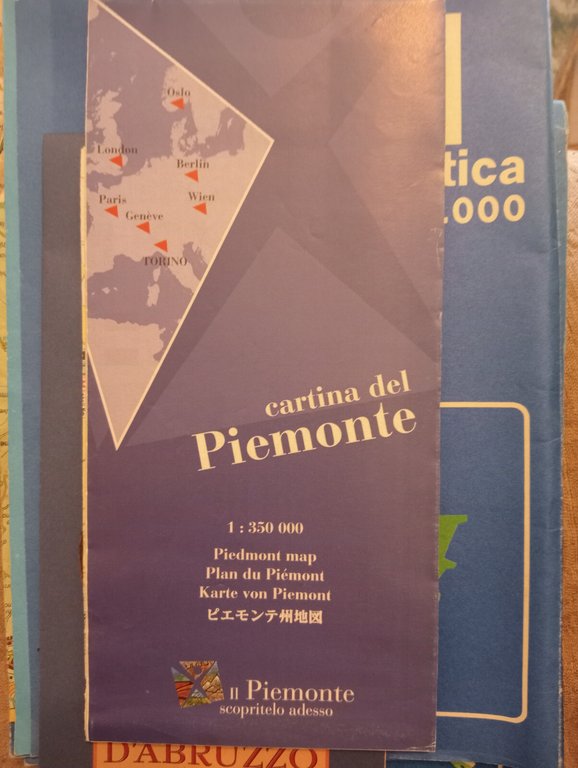 Oslo
London
Berlin
Paris
Wien
Genève
TORINO
tica
.000
cartina del
Piemonte
1 : 350 000
Piedmont map
Plan du Piémont
Karte von Piemont
ピエモンテ州地図
Il Piemonte
scopritelo adesso
D'ABRUZZO